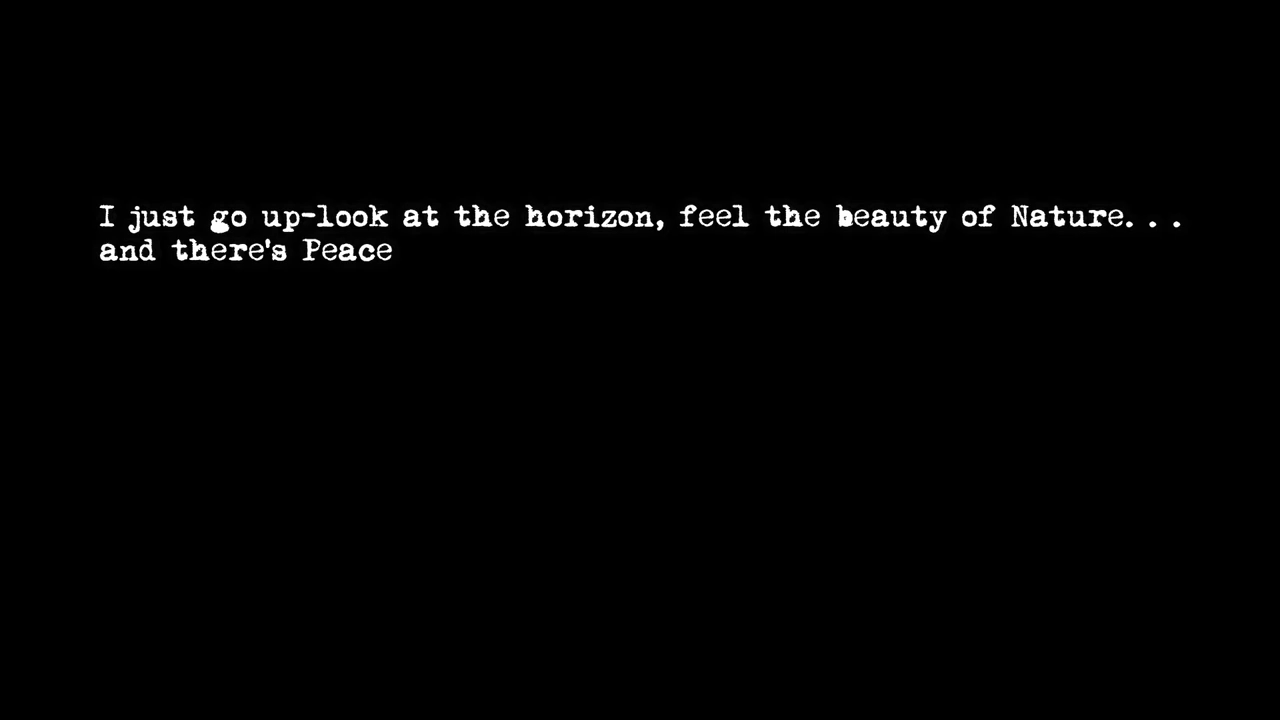 I just go up-look at the horizon, feel the beauty of Nature. . .
and there's Peace